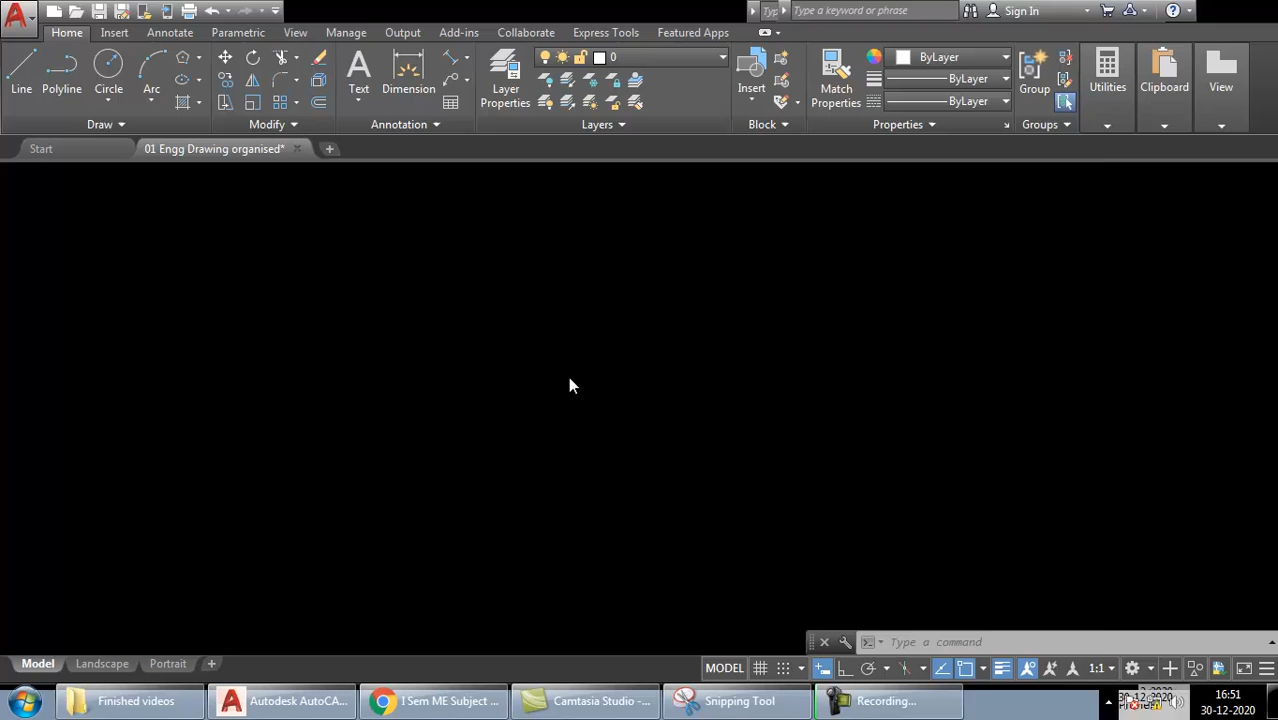 Typ
Type a keyword or phrase
Sign In
Home Insert Annotate Parametric View Manage Output Add-ins Collaborate Express Tools Featured Apps
Line Polyline Circle Arc
Text Dimension
Layer Properties
0
Insert
Match Properties
ByLayer
ByLayer
ByLayer
Group
Utilities Clipboard View
Draw Modify Annotation Layers Block Properties Groups
Start 01 Engg Drawing organised*
Type a command
Model Landscape Portrait
MODEL 1:1
Finished videos Autodesk AutoCA... I Sem ME Subject ... Camtasia Studio -... Snipping Tool Recording...
16:51
30-12-2020